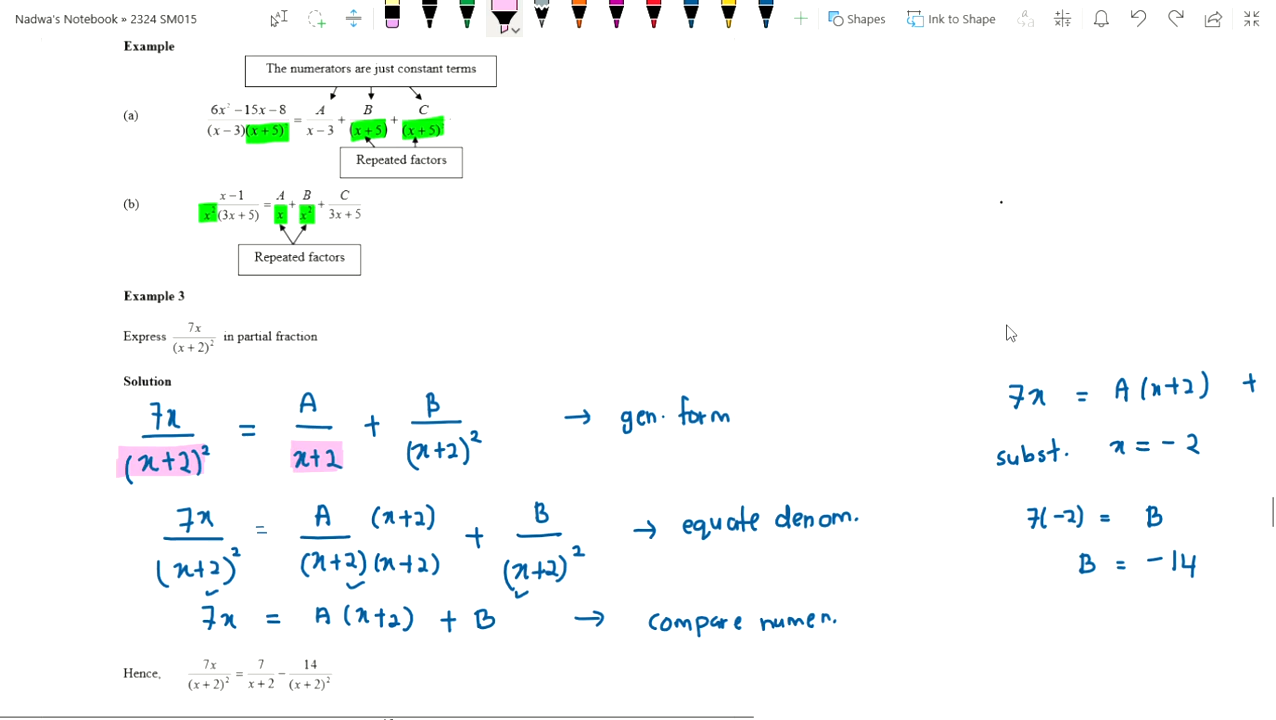 Nadwa's Notebook » 2324 SM015
Shapes
Ink to Shape
Example
The numerators are just constant terms
(a) (6x² − 15x − 8)/((x − 3)(x + 5)²) = A/(x − 3) + B/(x + 5) + C/(x + 5)²
Repeated factors
(b) (x − 1)/(x²(3x + 5)) = A/x + B/x² + C/(3x + 5)
Repeated factors
Example 3
Express 7x/(x + 2)² in partial fraction
Solution
7x/(x+2)² = A/(x+2) + B/(x+2)² → gen. form
7x/(x+2)² = A (x+2)/((x+2)(x+2)) + B/(x+2)² → equate denom.
7x = A(x+2) + B → compare numer.
Hence, 7x/(x + 2)² = 7/(x + 2) − 14/(x + 2)²
7x = A(x+2) +
subst. x = −2
7(−2) = B
B = −14